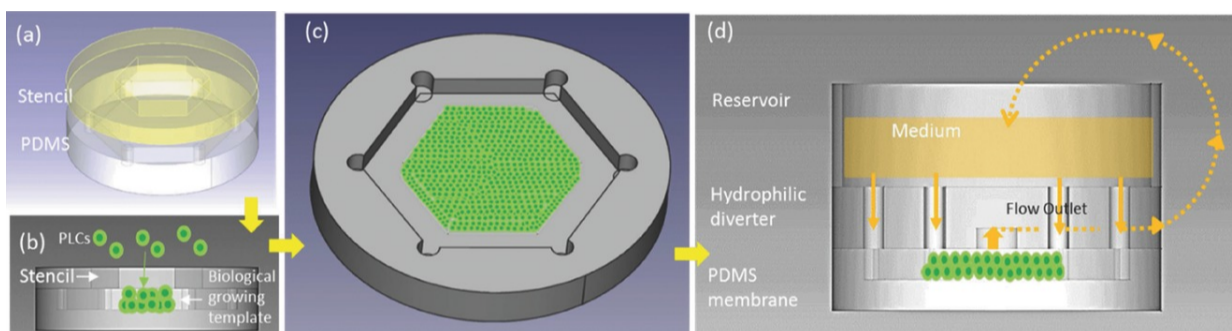 (a)
Stencil
PDMS
(b)
PLCs
Stencil
Biological
growing
template
(c)
(d)
Reservoir
Medium
Hydrophilic
diverter
Flow Outlet
PDMS
membrane